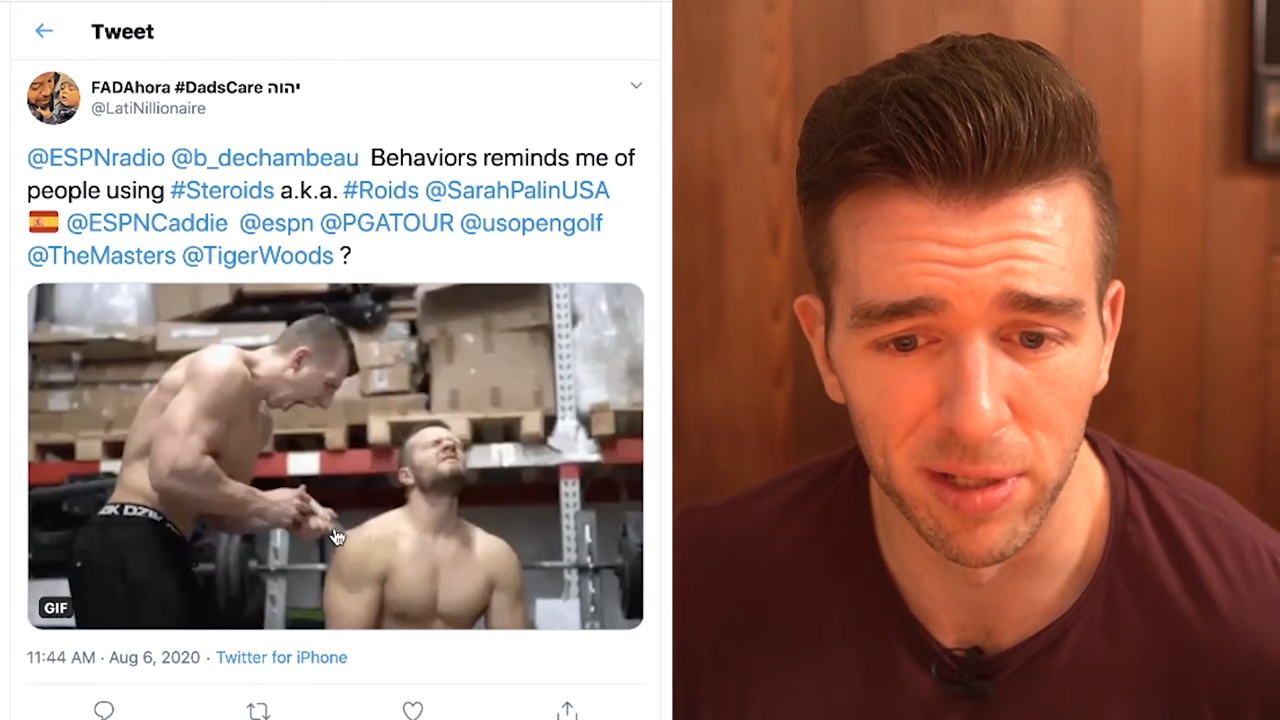 Tweet
FADAhora #DadsCare יהוה
@LatiNillionaire
@ESPNradio @b_dechambeau Behaviors reminds me of
people using #Steroids a.k.a. #Roids @SarahPalinUSA
🇪🇸 @ESPNCaddie @espn @PGATOUR @usopengolf
@TheMasters @TigerWoods ?
GIF
11:44 AM · Aug 6, 2020 · Twitter for iPhone